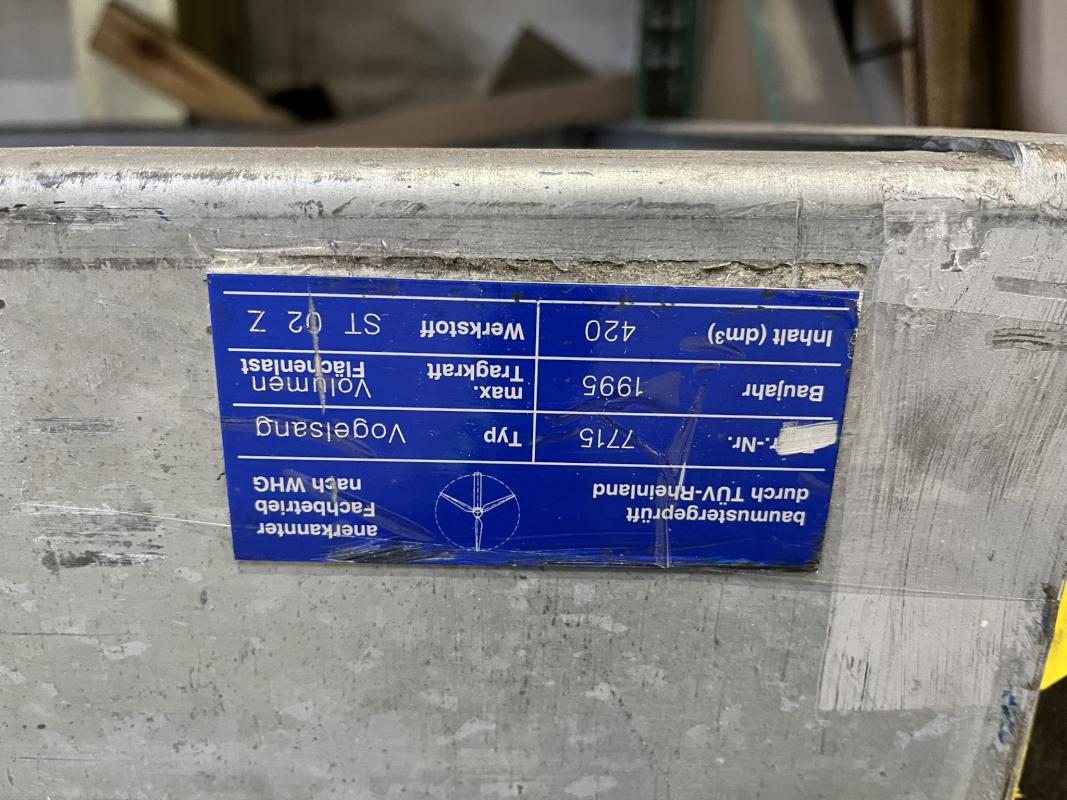 baumustergeprüft
durch TÜV-Rheinland
anerkannter
Fachbetrieb
nach WHG
r.-Nr. 7715 Typ Vogelsang
Baujahr 1995 max. Tragkraft Volumen Flächenlast
Inhalt (dm³) 420 Werkstoff ST 02 Z